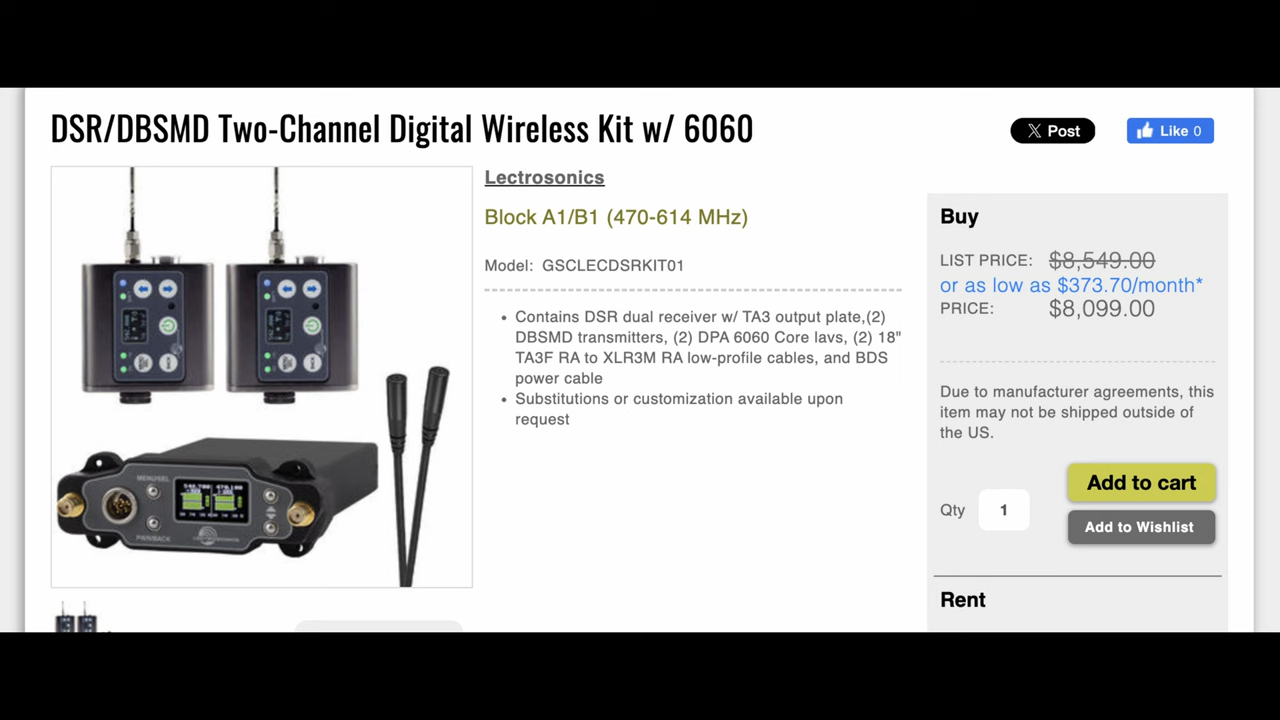 DSR/DBSMD Two-Channel Digital Wireless Kit w/ 6060
X Post
Like 0
Lectrosonics
Block A1/B1 (470-614 MHz)
Model: GSCLECDSRKIT01
• Contains DSR dual receiver w/ TA3 output plate,(2)
DBSMD transmitters, (2) DPA 6060 Core lavs, (2) 18"
TA3F RA to XLR3M RA low-profile cables, and BDS
power cable
• Substitutions or customization available upon
request
MENU/SEL
PWR/BACK
Buy
LIST PRICE: $8,549.00
or as low as $373.70/month*
PRICE: $8,099.00
Due to manufacturer agreements, this
item may not be shipped outside of
the US.
Qty 1
Add to cart
Add to Wishlist
Rent